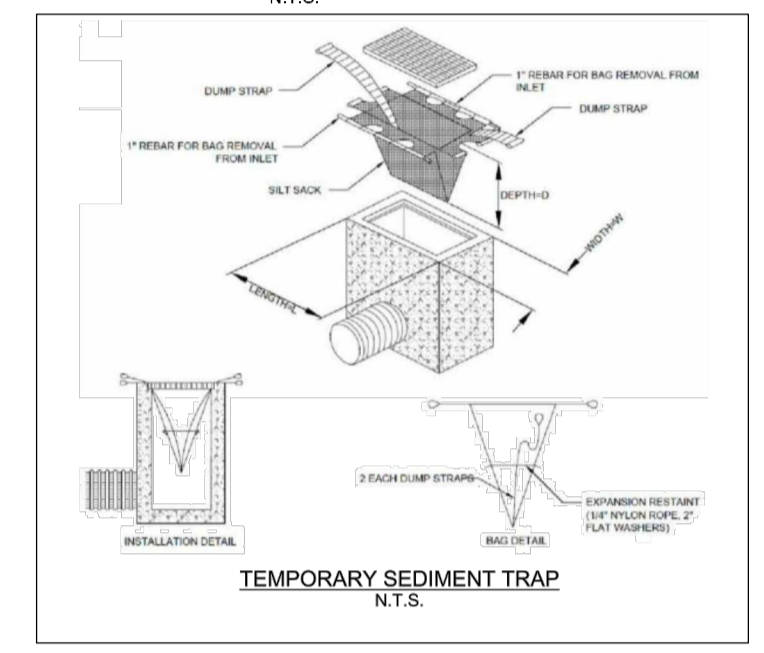 N.T.S.
DUMP STRAP
1" REBAR FOR BAG REMOVAL FROM
INLET
DUMP STRAP
1" REBAR FOR BAG REMOVAL
FROM INLET
SILT SACK
DEPTH=D
WIDTH=W
LENGTH=L
2 EACH DUMP STRAPS
EXPANSION RESTAINT
(1/4" NYLON ROPE, 2"
FLAT WASHERS)
INSTALLATION DETAIL
BAG DETAIL
TEMPORARY SEDIMENT TRAP
N.T.S.